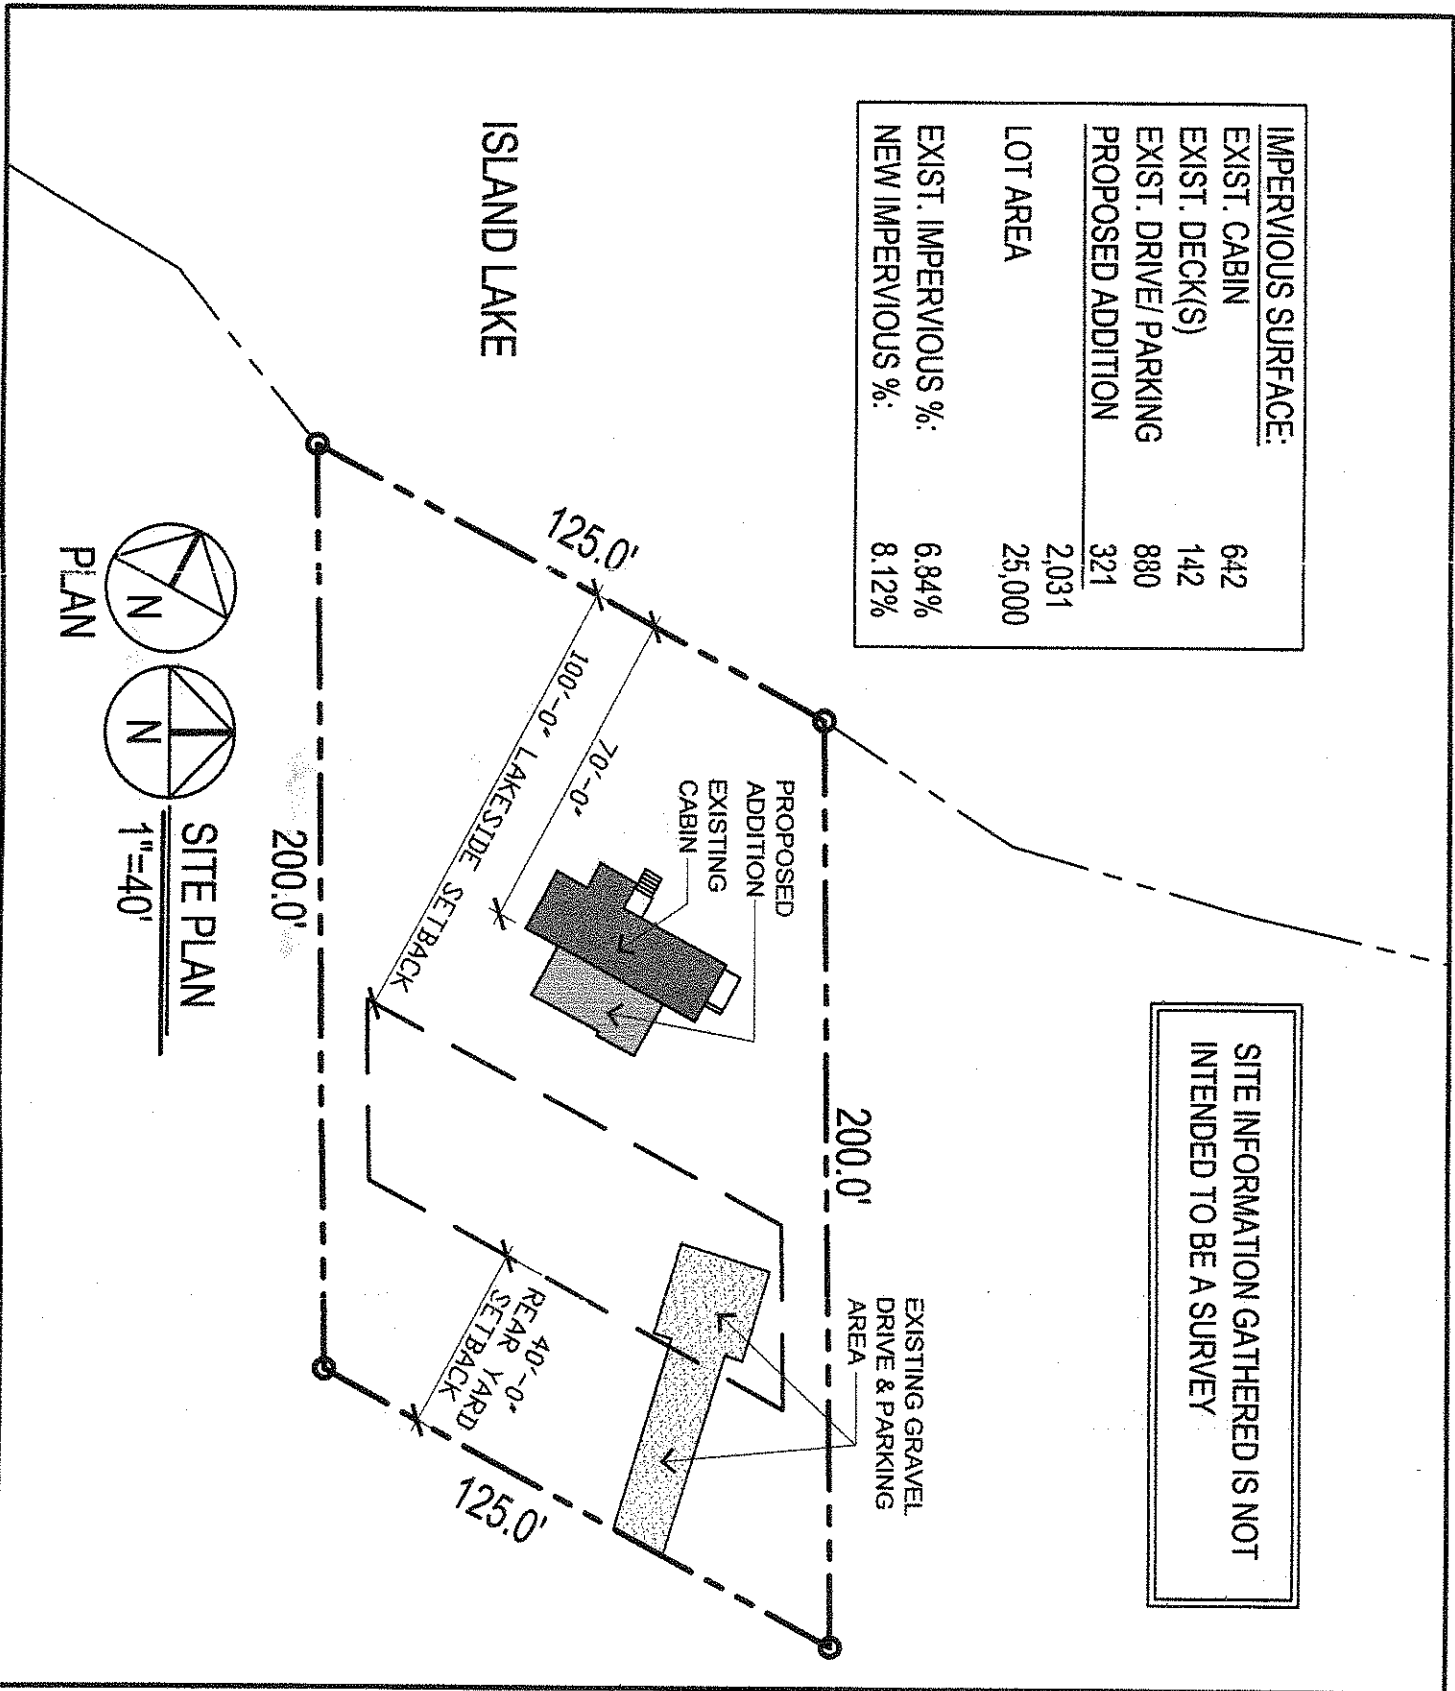 IMPERVIOUS SURFACE:
EXIST. CABIN 642
EXIST. DECK(S) 142
EXIST. DRIVE/ PARKING 880
PROPOSED ADDITION 321
2,031
LOT AREA 25,000
EXIST. IMPERVIOUS %: 6.84%
NEW IMPERVIOUS %: 8.12%
SITE INFORMATION GATHERED IS NOT
INTENDED TO BE A SURVEY
ISLAND LAKE
125.0'
200.0'
EXISTING GRAVEL
DRIVE & PARKING
AREA
PROPOSED
ADDITION
EXISTING
CABIN
70'-0"
100'-0" LAKESIDE SETBACK
40'-0"
REAR YARD
SETBACK
125.0'
200.0'
N
PLAN
N
SITE PLAN
1"=40'